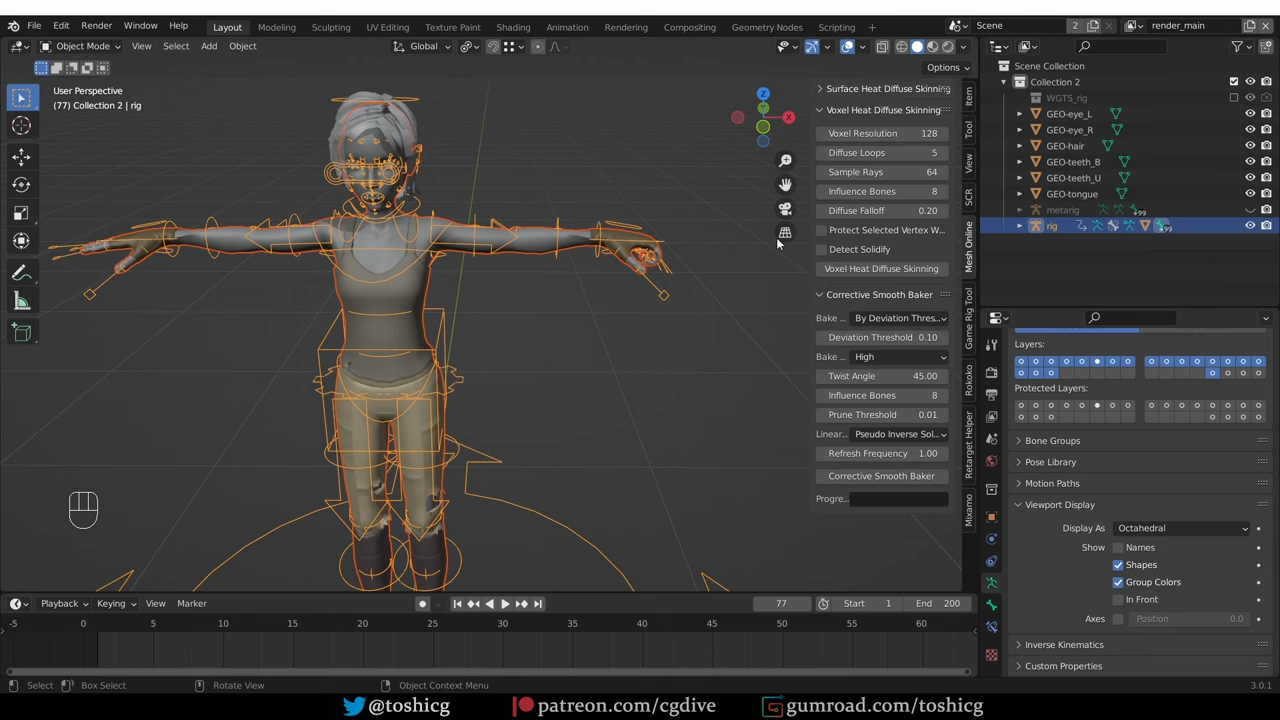 File Edit Render Window Help Layout Modeling Sculpting UV Editing Texture Paint Shading Animation Rendering Compositing Geometry Nodes Scripting + Scene 2 render_main
Object Mode View Select Add Object Global
Options
User Perspective
(77) Collection 2 | rig
Z
Y
X
Surface Heat Diffuse Skinning
Voxel Heat Diffuse Skinning
Voxel Resolution 128
Diffuse Loops 5
Sample Rays 64
Influence Bones 8
Diffuse Falloff 0.20
Protect Selected Vertex W...
Detect Solidify
Voxel Heat Diffuse Skinning
Corrective Smooth Baker
Bake ... By Deviation Thres...
Deviation Threshold 0.10
Bake ... High
Twist Angle 45.00
Influence Bones 8
Prune Threshold 0.01
Linear... Pseudo Inverse Sol...
Refresh Frequency 1.00
Corrective Smooth Baker
Progre...
Item
Tool
View
SCR
Mesh Online
Game Rig Tool
Rokoko
Retarget Helper
Mixamo
Scene Collection
Collection 2
WGTS_rig
GEO-eye_L
GEO-eye_R
GEO-hair
GEO-teeth_B
GEO-teeth_U
GEO-tongue
metarig +99
rig +99
Layers:
Protected Layers:
Bone Groups
Pose Library
Motion Paths
Viewport Display
Display As Octahedral
Show Names
Shapes
Group Colors
In Front
Axes Position 0.0
Inverse Kinematics
Custom Properties
Playback Keying View Marker 77 Start 1 End 200
-5 0 5 10 15 20 25 30 35 40 45 50 55 60
Select Box Select Rotate View Object Context Menu 3.0.1
@toshicg patreon.com/cgdive gumroad.com/toshicg